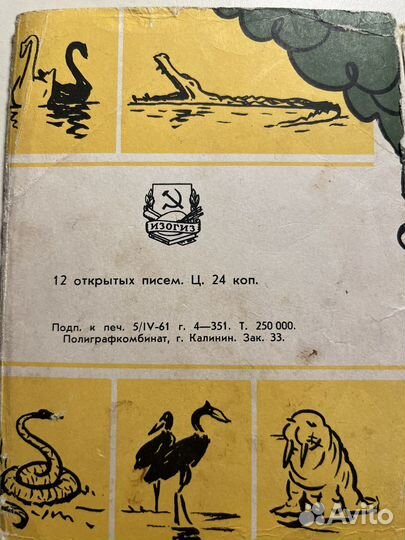 ИЗОГИЗ
12 открытых писем. Ц. 24 коп.
Подп. к печ. 5/IV-61 г. 4—351. Т. 250 000.
Полиграфкомбинат, г. Калинин. Зак. 33.
Avito